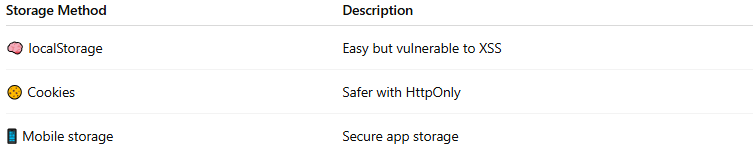 Storage Method Description
🧠 localStorage Easy but vulnerable to XSS
🍪 Cookies Safer with HttpOnly
📱 Mobile storage Secure app storage